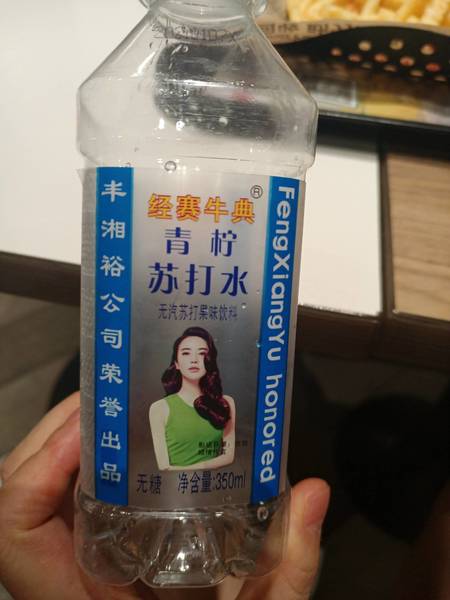 丰湘裕公司荣誉出品
经赛牛典®
青柠
苏打水
无汽苏打果味饮料
无糖 净含量:350ml
FengXiangYu honored